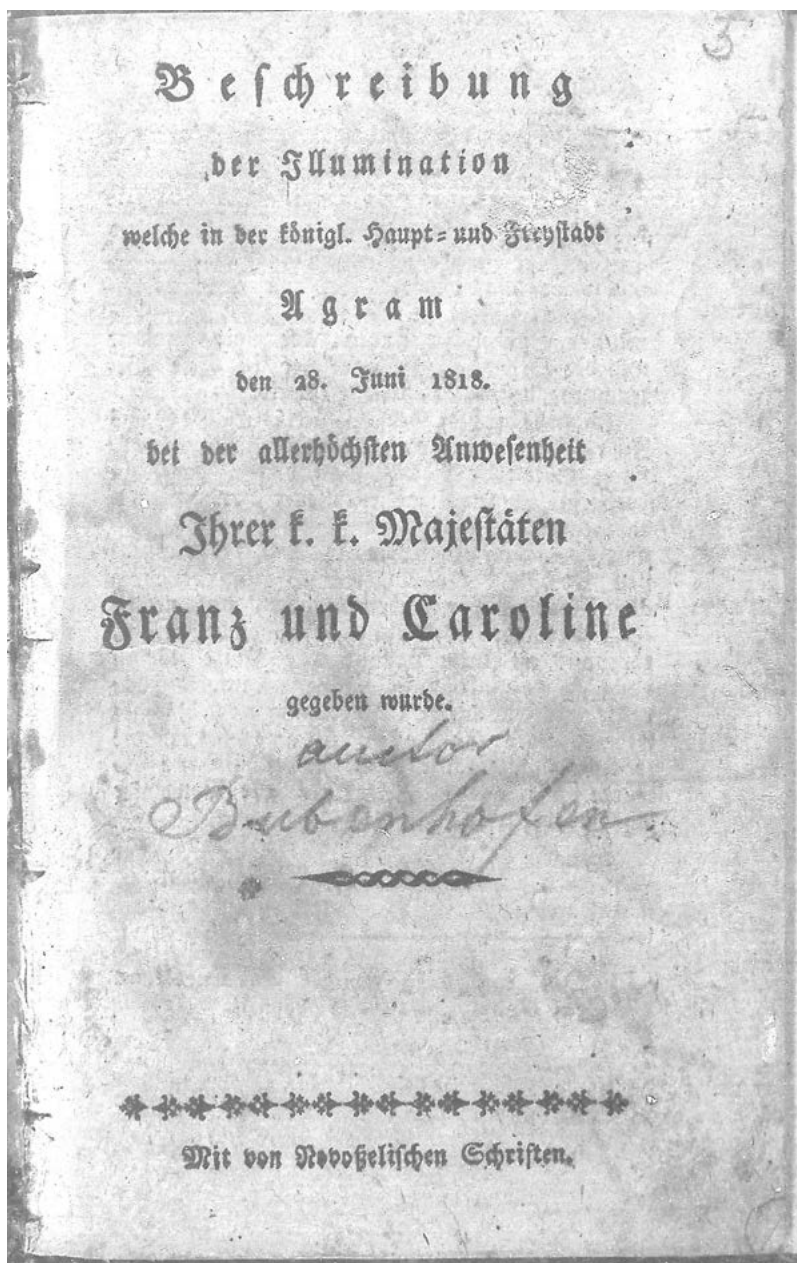 3
Beschreibung
der Illumination
welche in der königl. Haupt- und Freystadt
Agram
den 28. Juni 1818.
bei der allerhöchsten Anwesenheit
Ihrer k. k. Majestäten
Franz und Caroline
gegeben wurde.
auctor
Bubenhofen.
Mit von Novoßelischen Schriften.